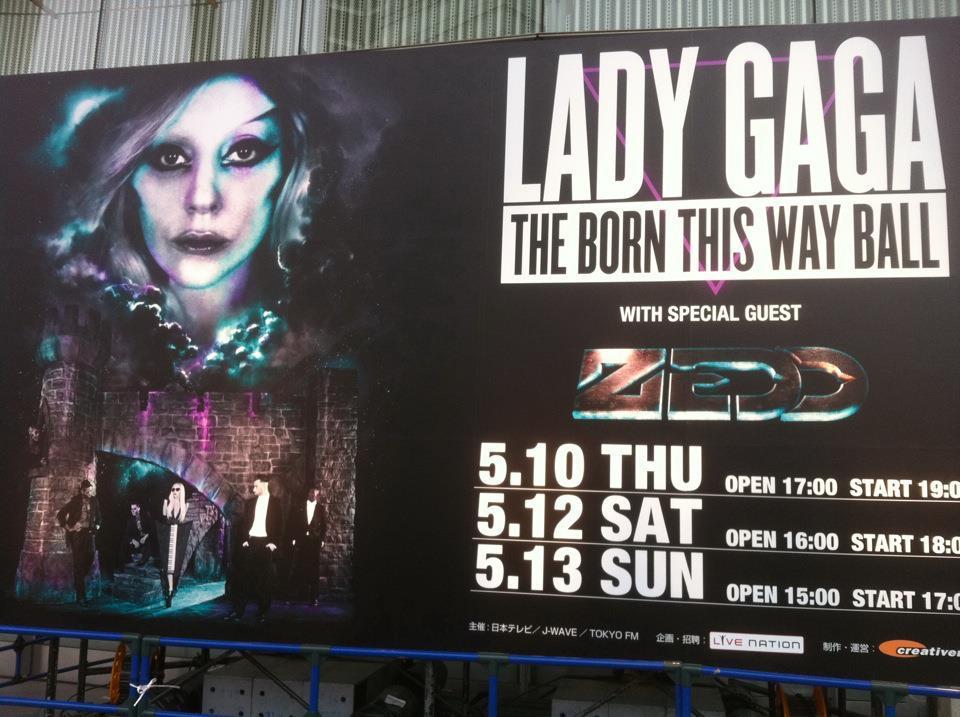 LADY GAGA
THE BORN THIS WAY BALL
WITH SPECIAL GUEST
ZEDD
5.10 THU OPEN 17:00 START 19:0
5.12 SAT OPEN 16:00 START 18:0
5.13 SUN OPEN 15:00 START 17:0
主催:日本テレビ/J-WAVE/TOKYO FM 企画・招聘: LIVE NATION 制作・運営: creative